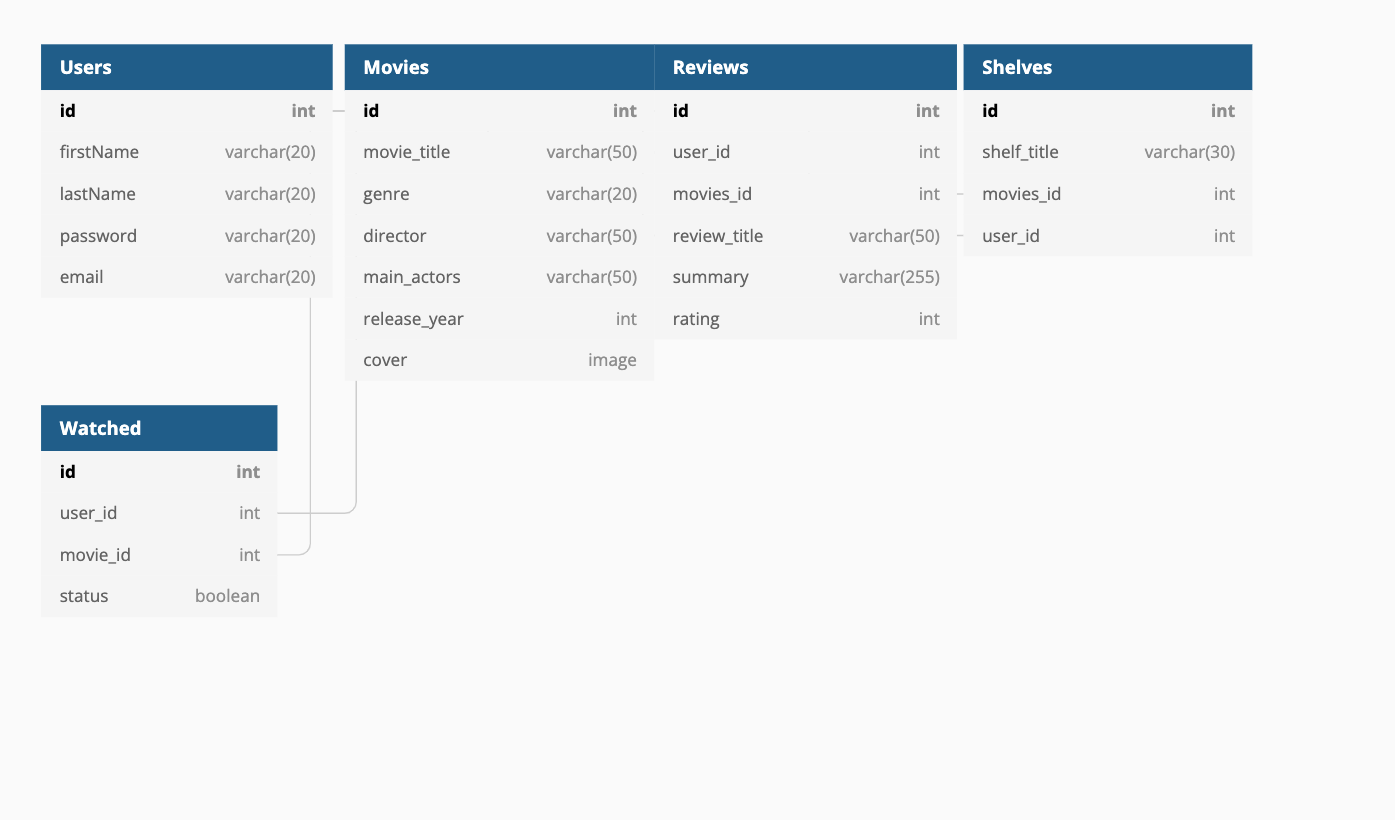 Users
id int
firstName varchar(20)
lastName varchar(20)
password varchar(20)
email varchar(20)
Movies
id int
movie_title varchar(50)
genre varchar(20)
director varchar(50)
main_actors varchar(50)
release_year int
cover image
Reviews
id int
user_id int
movies_id int
review_title varchar(50)
summary varchar(255)
rating int
Shelves
id int
shelf_title varchar(30)
movies_id int
user_id int
Watched
id int
user_id int
movie_id int
status boolean